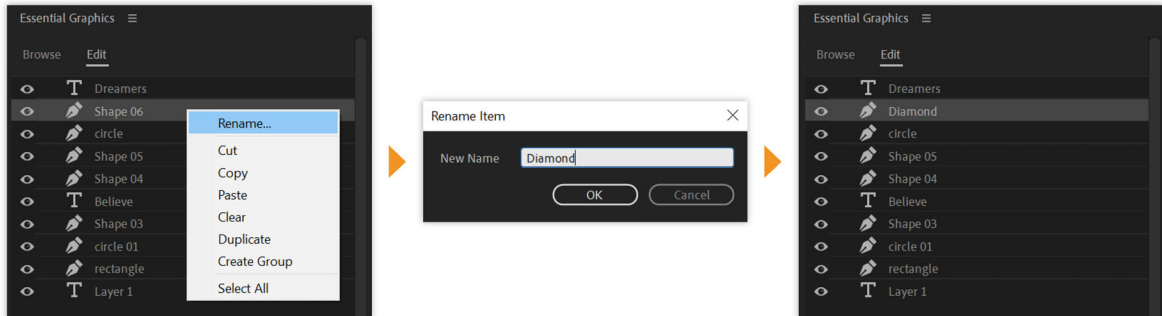 Essential Graphics
Browse Edit
Dreamers
Shape 06
circle
Shape 05
Shape 04
Believe
Shape 03
circle 01
rectangle
Layer 1
Rename...
Cut
Copy
Paste
Clear
Duplicate
Create Group
Select All
Rename Item
New Name Diamond
OK Cancel
Essential Graphics
Browse Edit
Dreamers
Diamond
circle
Shape 05
Shape 04
Believe
Shape 03
circle 01
rectangle
Layer 1